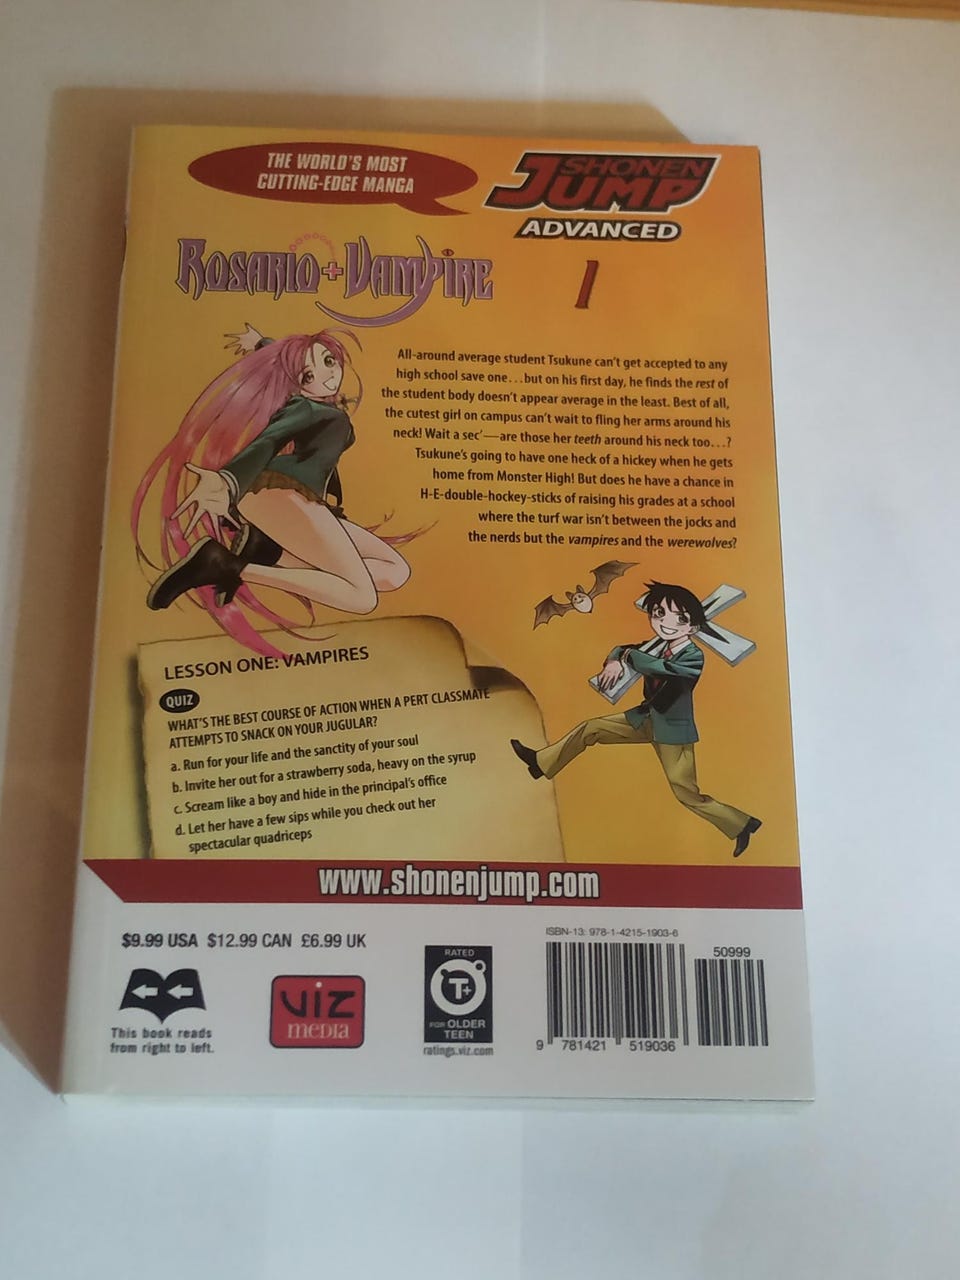 THE WORLD'S MOST
CUTTING-EDGE MANGA
SHONEN
JUMP
ADVANCED
ROSARIO+VAMPIRE
1
All-around average student Tsukune can't get accepted to any
high school save one...but on his first day, he finds the rest of
the student body doesn't appear average in the least. Best of all,
the cutest girl on campus can't wait to fling her arms around his
neck! Wait a sec'—are those her teeth around his neck too...?
Tsukune's going to have one heck of a hickey when he gets
home from Monster High! But does he have a chance in
H-E-double-hockey-sticks of raising his grades at a school
where the turf war isn't between the jocks and
the nerds but the vampires and the werewolves?
LESSON ONE: VAMPIRES
QUIZ
WHAT'S THE BEST COURSE OF ACTION WHEN A PERT CLASSMATE
ATTEMPTS TO SNACK ON YOUR JUGULAR?
a. Run for your life and the sanctity of your soul
b. Invite her out for a strawberry soda, heavy on the syrup
c. Scream like a boy and hide in the principal's office
d. Let her have a few sips while you check out her
spectacular quadriceps
www.shonenjump.com
$9.99 USA $12.99 CAN £6.99 UK
This book reads
from right to left.
VIZ
media
RATED
T+
FOR OLDER
TEEN
ratings.viz.com
ISBN-13: 978-1-4215-1903-6
50999
9 781421 519036